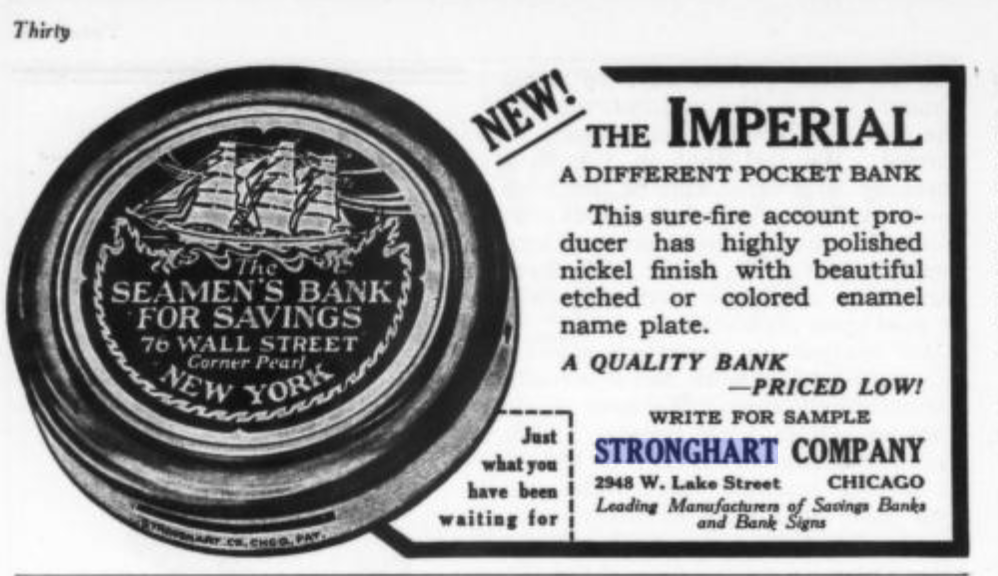 Thirty
NEW!
THE IMPERIAL
A DIFFERENT POCKET BANK
This sure-fire account pro-
ducer has highly polished
nickel finish with beautiful
etched or colored enamel
name plate.
A QUALITY BANK
—PRICED LOW!
WRITE FOR SAMPLE
STRONGHART COMPANY
2948 W. Lake Street CHICAGO
Leading Manufacturers of Savings Banks
and Bank Signs
Just
what you
have been
waiting for
The
SEAMEN'S BANK
FOR SAVINGS
76 WALL STREET
Corner Pearl
NEW YORK
STRONGHART CO. CHGO. PAT.